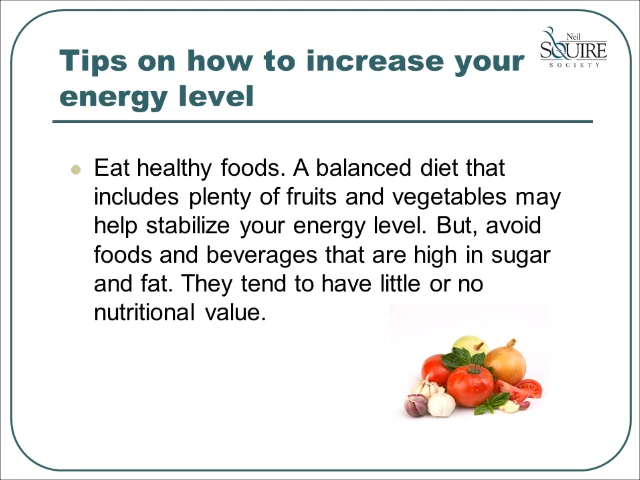 Neil
SQUIRE
SOCIETY
Tips on how to increase your
energy level
Eat healthy foods. A balanced diet that
includes plenty of fruits and vegetables may
help stabilize your energy level. But, avoid
foods and beverages that are high in sugar
and fat. They tend to have little or no
nutritional value.